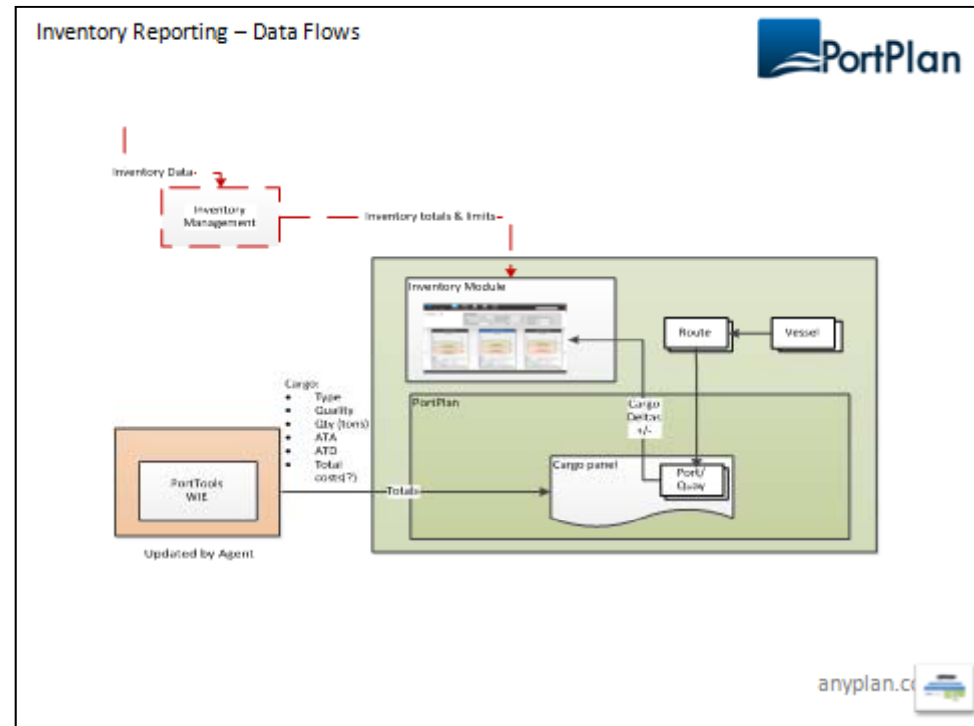 Inventory Reporting – Data Flows
PortPlan
Inventory Data
Inventory
Management
Inventory totals & limits
Inventory Module
Route
Vessel
Cargo:
• Type
• Quality
• Qty (tons)
• ATA
• ATD
• Total
costs(?)
PortPlan
Cargo
Deltas
+/-
Cargo panel
Port/
Quay
PortTools
WIE
Totals
Updated by Agent
anyplan.co